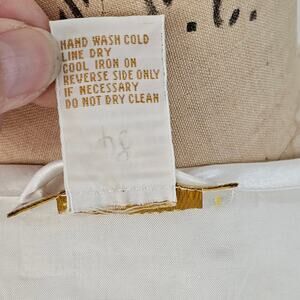 HAND WASH COLD
LINE DRY
COOL IRON ON
REVERSE SIDE ONLY
IF NECESSARY
DO NOT DRY CLEAN